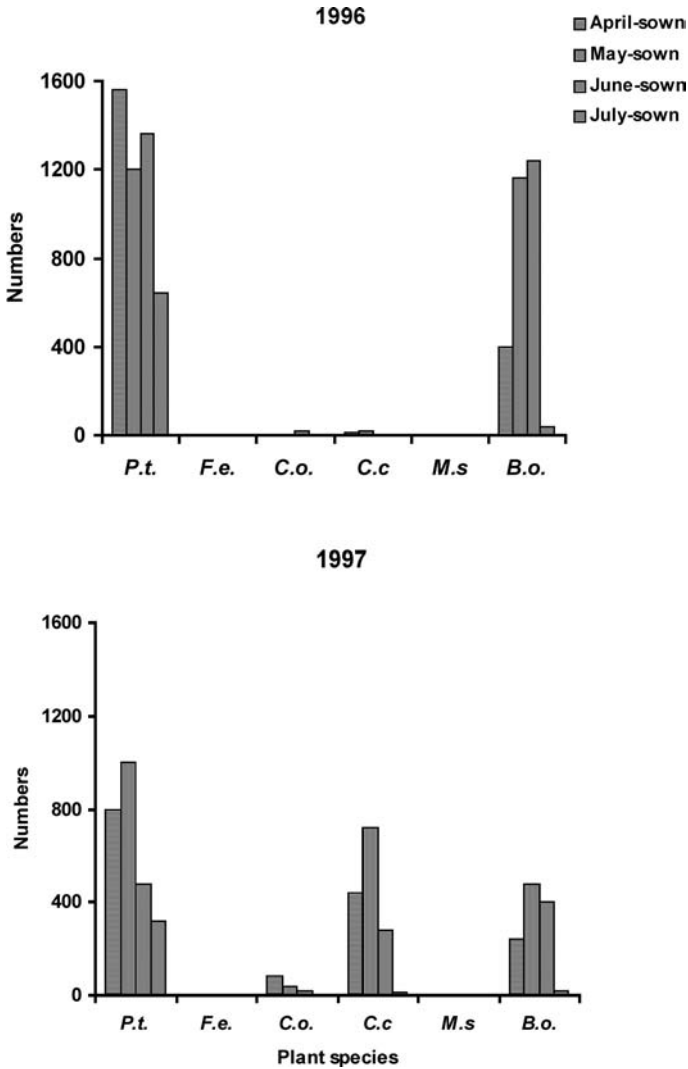 1996
April-sown
May-sown
June-sown
July-sown
1600
1200
800
400
0
Numbers
P.t. F.e. C.o. C.c M.s B.o.
1997
1600
1200
800
400
0
Numbers
P.t. F.e. C.o. C.c M.s B.o.
Plant species